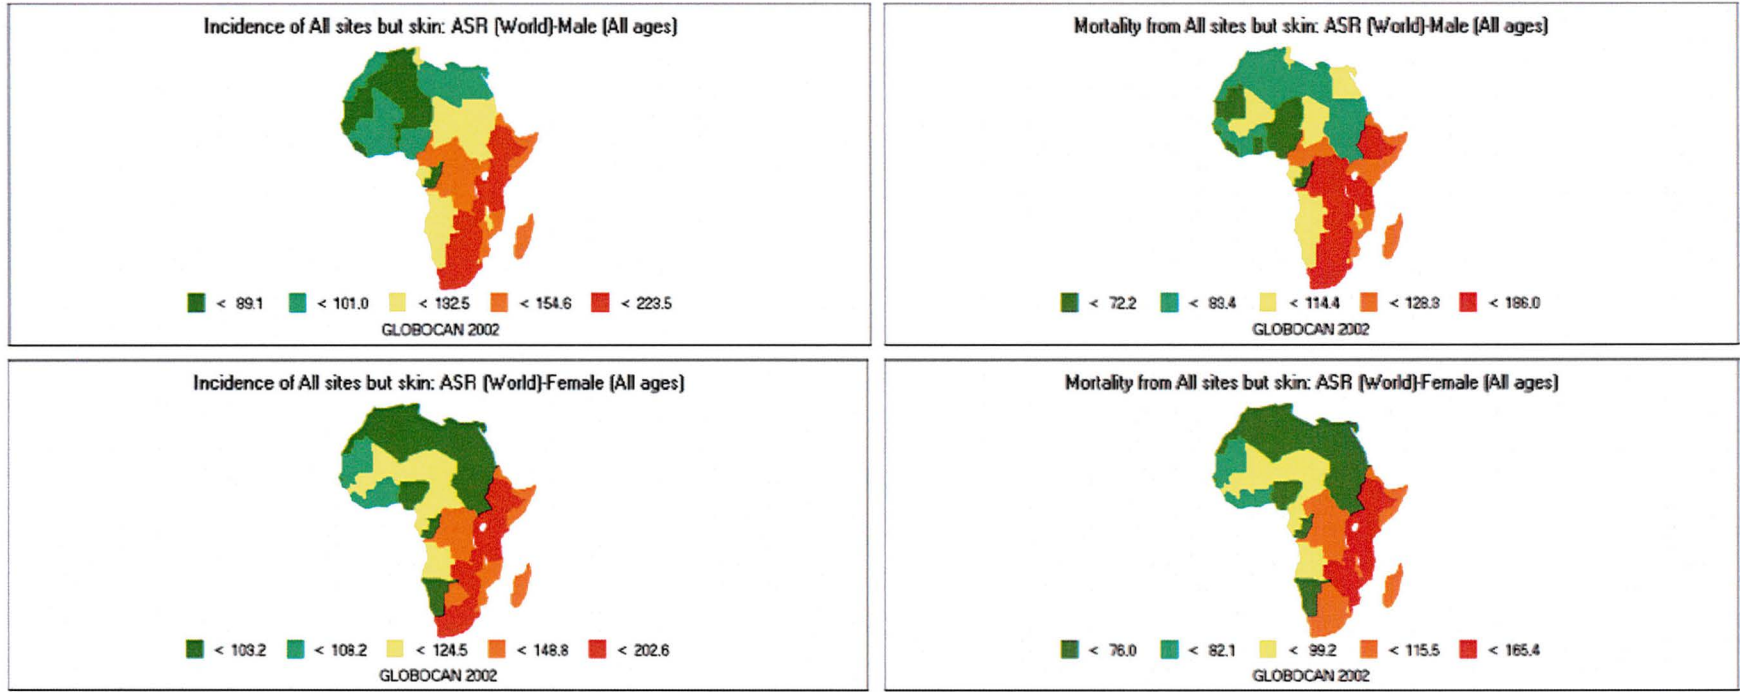 Incidence of All sites but skin: ASR (World)-Male (All ages)
< 89.1 < 101.0 < 132.5 < 154.6 < 223.5
GLOBOCAN 2002
Mortality from All sites but skin: ASR (World)-Male (All ages)
< 72.2 < 83.4 < 114.4 < 128.3 < 186.0
GLOBOCAN 2002
Incidence of All sites but skin: ASR (World)-Female (All ages)
< 103.2 < 108.2 < 124.5 < 148.8 < 202.6
GLOBOCAN 2002
Mortality from All sites but skin: ASR (World)-Female (All ages)
< 76.0 < 82.1 < 99.2 < 115.5 < 165.4
GLOBOCAN 2002